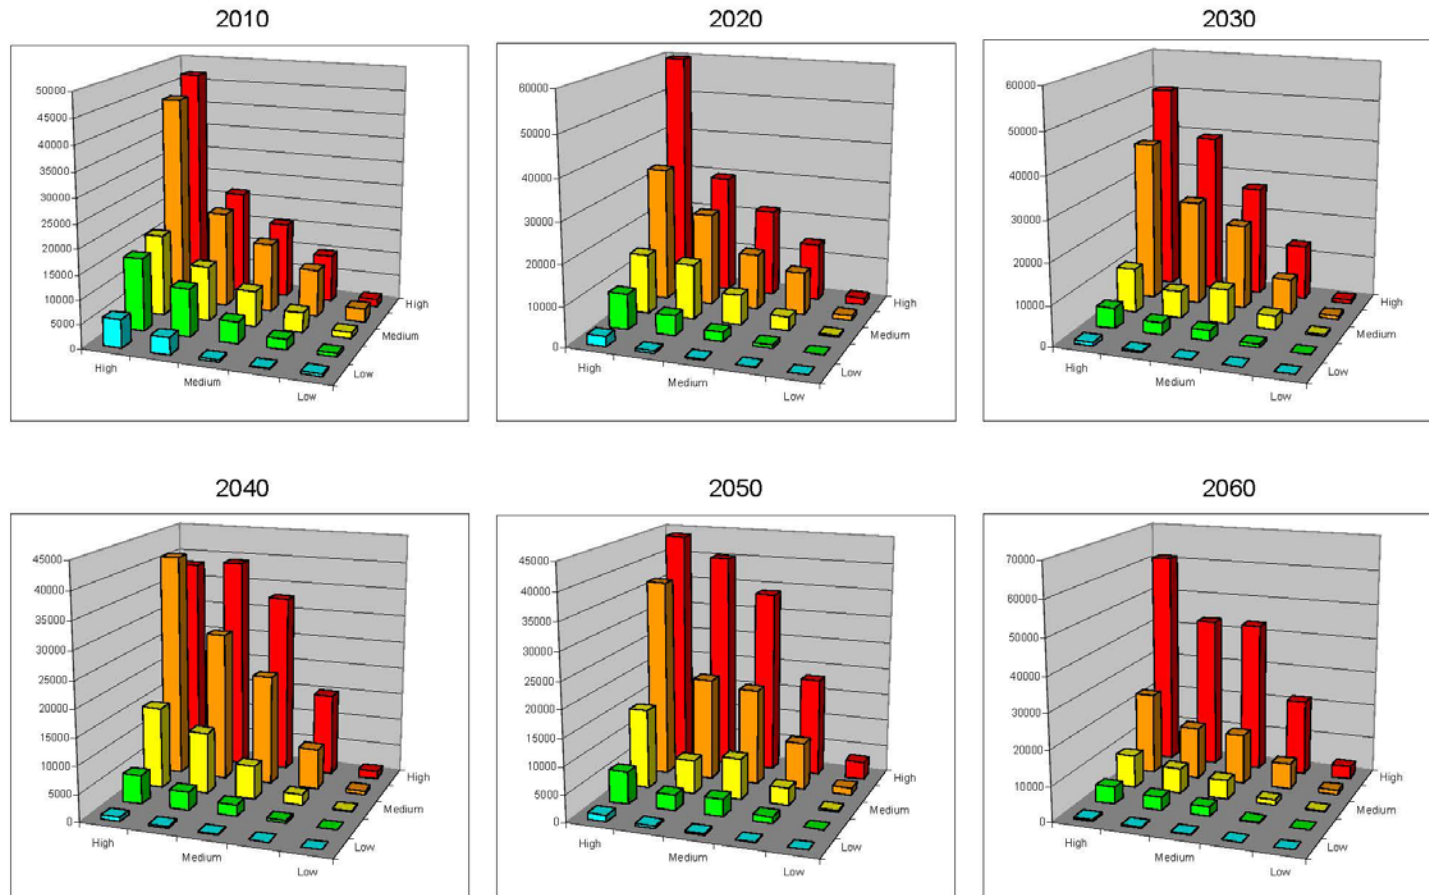 2010
2020
2030
50000
45000
40000
35000
30000
25000
20000
15000
10000
5000
0
High
Medium
Low
Low
Medium
High
60000
50000
40000
30000
20000
10000
0
High
Medium
Low
Low
Medium
High
60000
50000
40000
30000
20000
10000
0
High
Medium
Low
Low
Medium
High
2040
2050
2060
45000
40000
35000
30000
25000
20000
15000
10000
5000
0
High
Medium
Low
Low
Medium
High
45000
40000
35000
30000
25000
20000
15000
10000
5000
0
High
Medium
Low
Low
Medium
High
70000
60000
50000
40000
30000
20000
10000
0
High
Medium
Low
Low
Medium
High